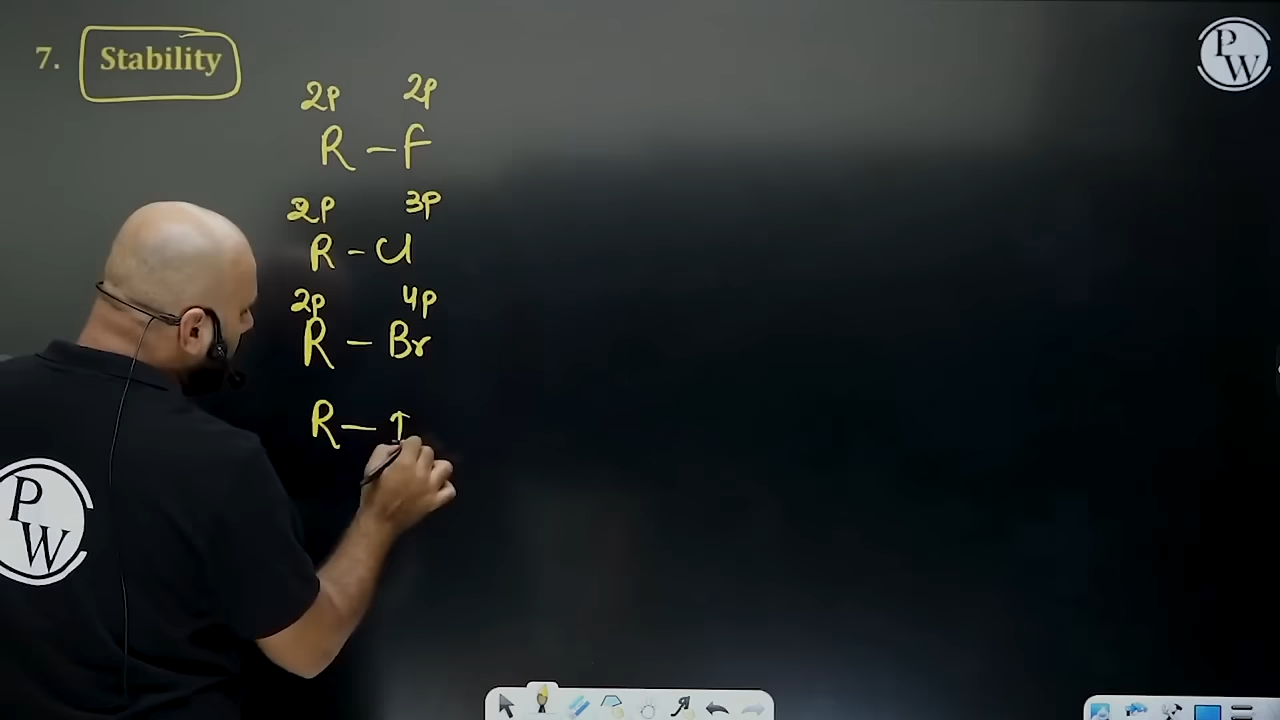 7. Stability
2p 2p
R – F
2p 3p
R – Cl
2p 4p
R – Br
R – I
PW
PW